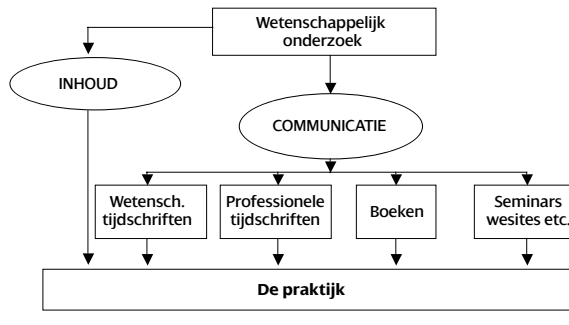 Wetenschappelijk
onderzoek
INHOUD
COMMUNICATIE
Wetensch.
tijdschriften
Professionele
tijdschriften
Boeken
Seminars
wesites etc.
De praktijk